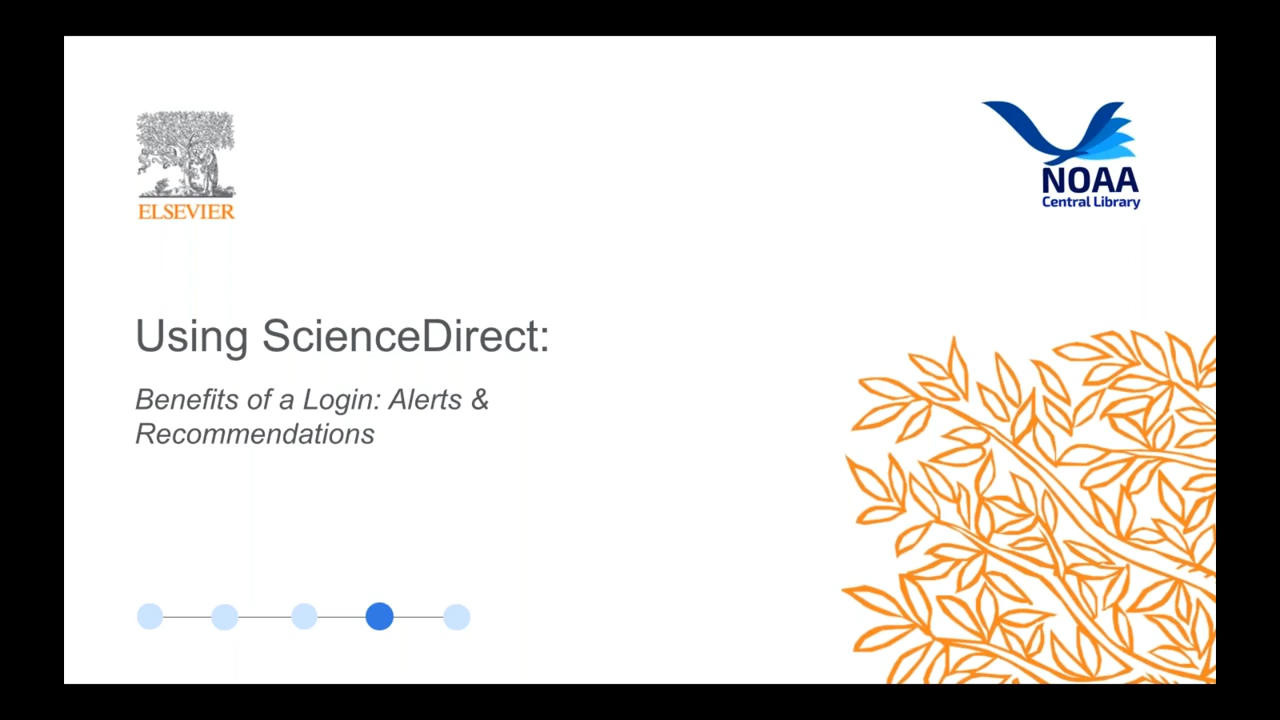 ELSEVIER
NOAA
Central Library
Using ScienceDirect:
Benefits of a Login: Alerts &
Recommendations